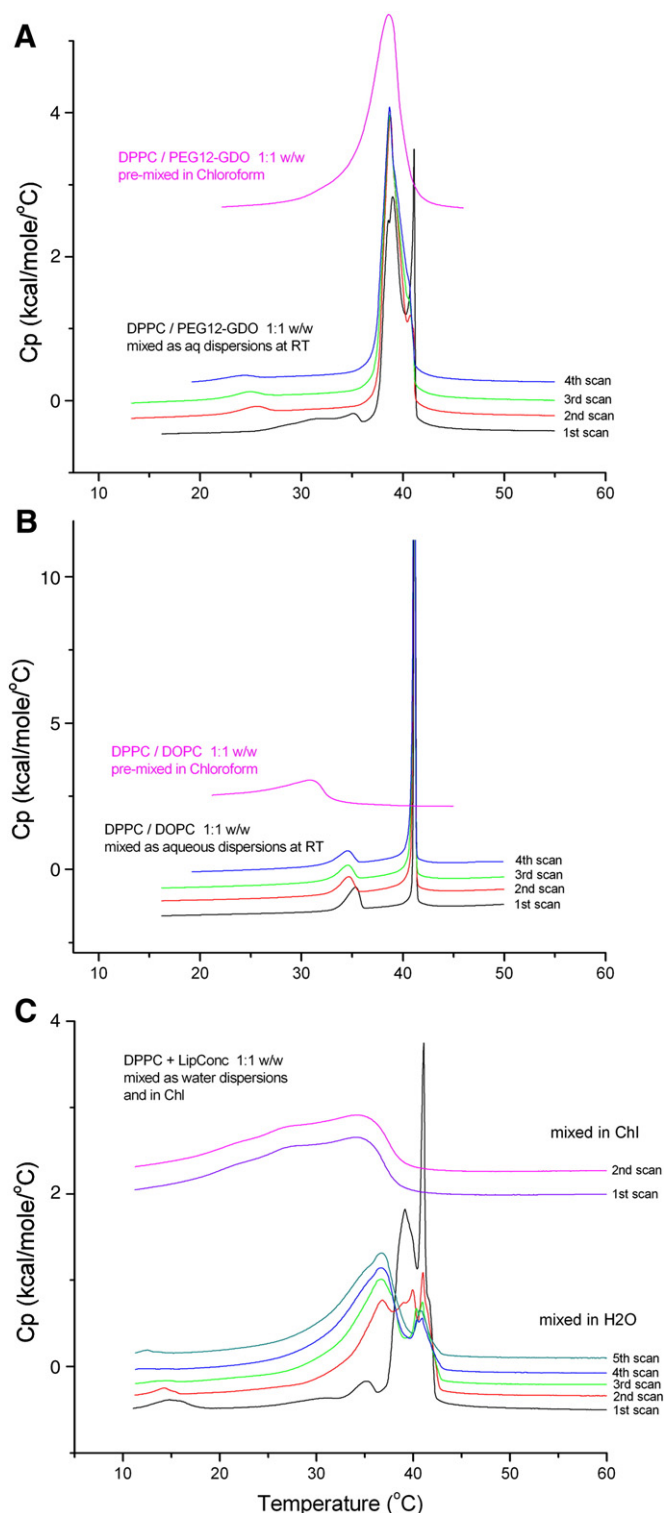 A
4
2
0
Cp (kcal/mole/°C)
DPPC / PEG12-GDO 1:1 w/w
pre-mixed in Chloroform
DPPC / PEG12-GDO 1:1 w/w
mixed as aq dispersions at RT
4th scan
3rd scan
2nd scan
1st scan
10 20 30 40 50 60
B
10
5
0
Cp (kcal/mole/°C)
DPPC / DOPC 1:1 w/w
pre-mixed in Chloroform
DPPC / DOPC 1:1 w/w
mixed as aqueous dispersions at RT
4th scan
3rd scan
2nd scan
1st scan
10 20 30 40 50 60
C
4
2
0
Cp (kcal/mole/°C)
DPPC + LipConc 1:1 w/w
mixed as water dispersions
and in Chl
mixed in Chl
2nd scan
1st scan
mixed in H2O
5th scan
4th scan
3rd scan
2nd scan
1st scan
10 20 30 40 50 60
Temperature (°C)